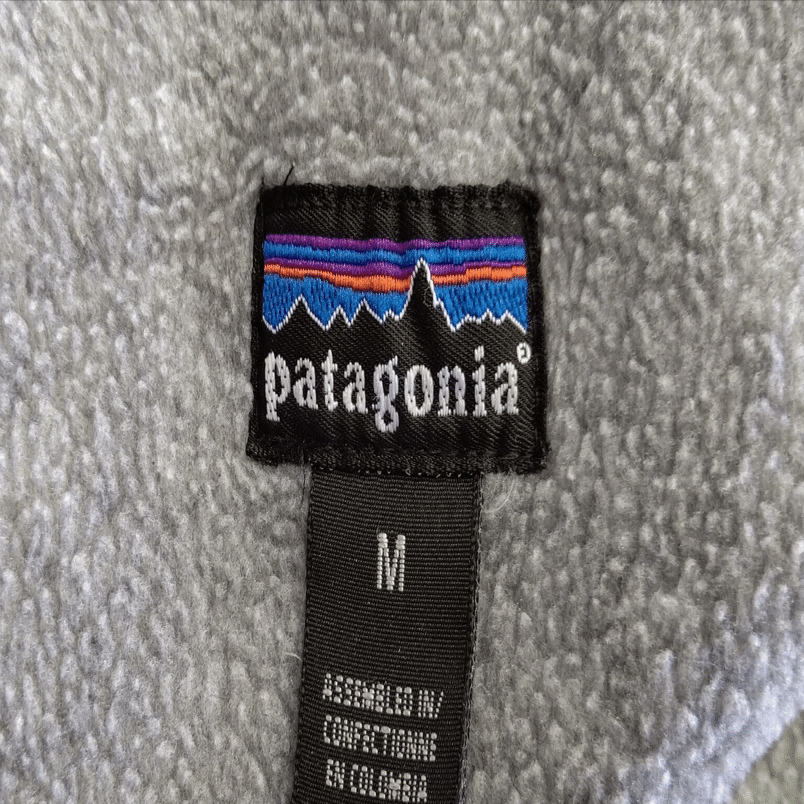 patagonia®
M
ASSEMBLED IN/
CONFECTIONNE
EN COLOMBIA